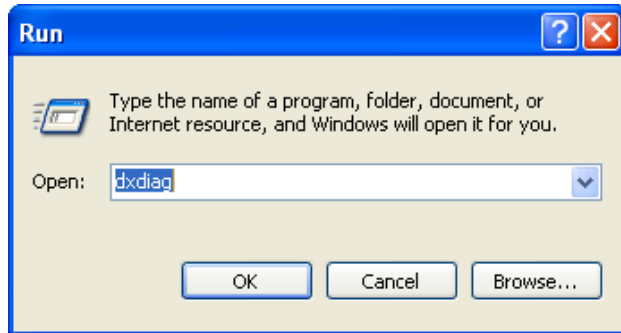 Run
Type the name of a program, folder, document, or
Internet resource, and Windows will open it for you.
Open: dxdiag
OK Cancel Browse...